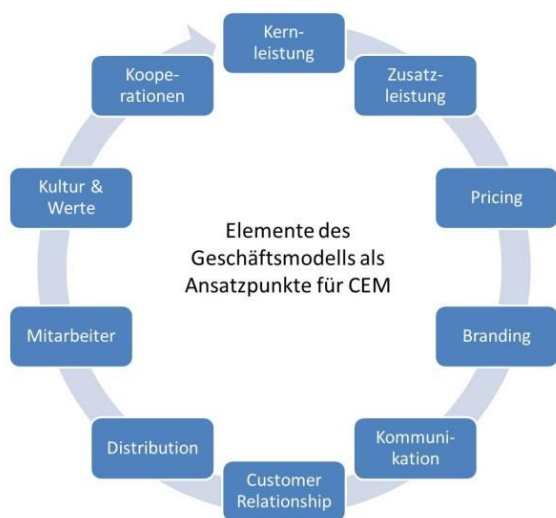 Kern-
leistung
Zusatz-
leistung
Pricing
Branding
Kommuni-
kation
Customer
Relationship
Distribution
Mitarbeiter
Kultur &
Werte
Koope-
rationen
Elemente des
Geschäftsmodells als
Ansatzpunkte für CEM